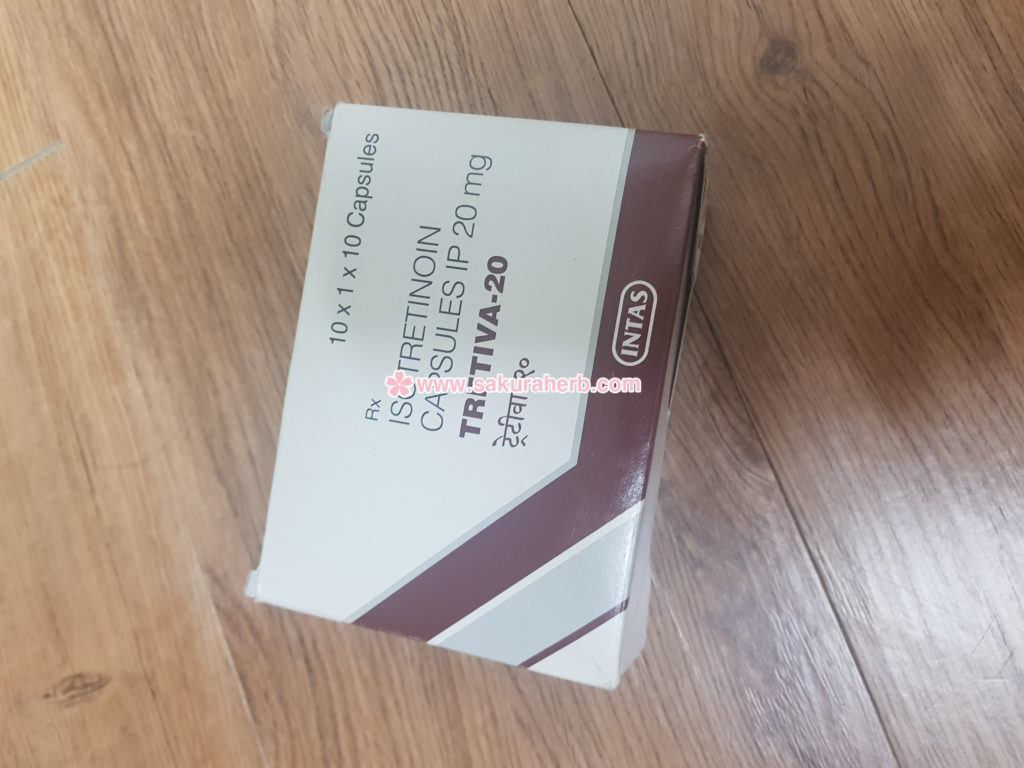 10 x 1 x 10 Capsules
Rx
ISOTRETINOIN
CAPSULES IP 20 mg
TRETIVA-20
ट्रेटीवा-२०
INTAS
www.sakuraherb.com